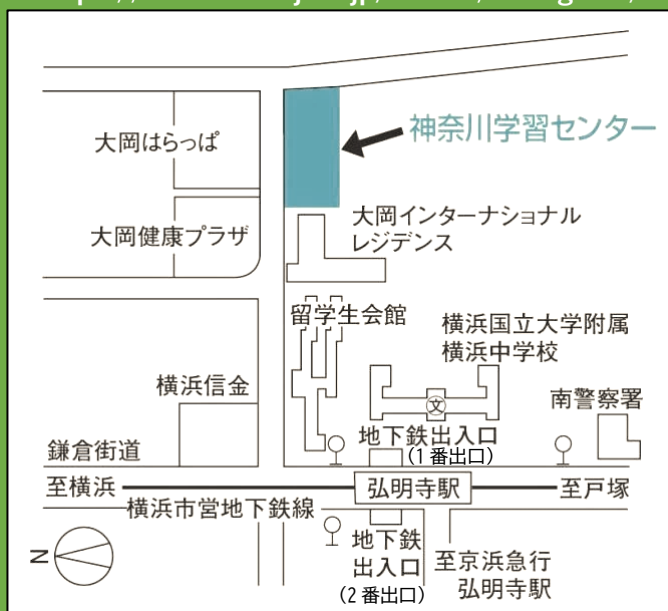 大岡はらっぱ
神奈川学習センター
大岡健康プラザ
大岡インターナショナル
レジデンス
留学生会館
横浜国立大学附属
横浜中学校
横浜信金
文
南警察署
鎌倉街道
地下鉄出入口
(1番出口)
至横浜
弘明寺駅
至戸塚
横浜市営地下鉄線
地下鉄
出入口
(2番出口)
至京浜急行
弘明寺駅
N